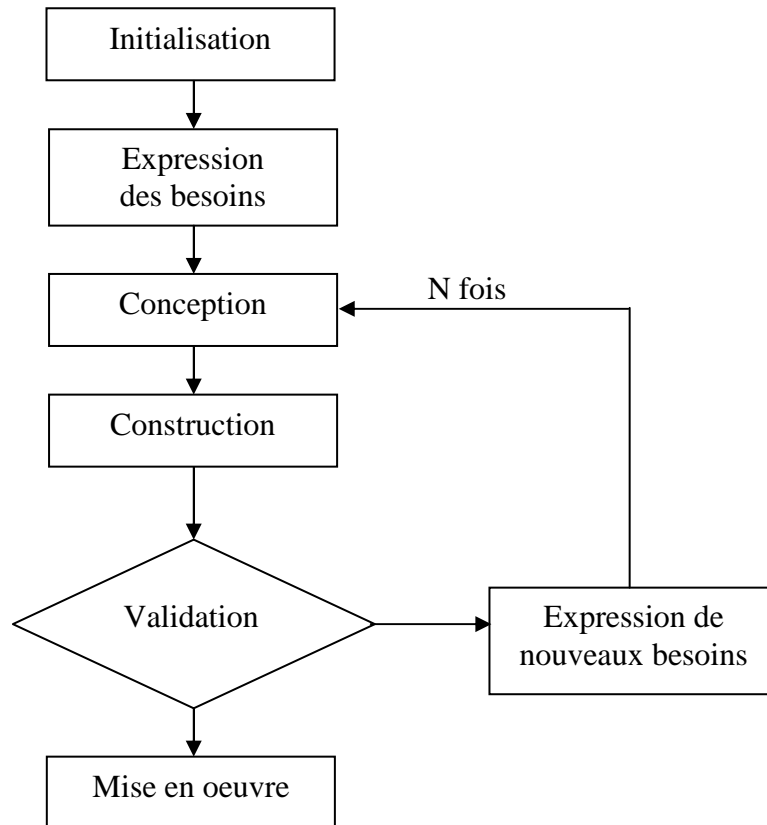 Initialisation
Expression
des besoins
Conception
N fois
Construction
Validation
Expression de
nouveaux besoins
Mise en oeuvre